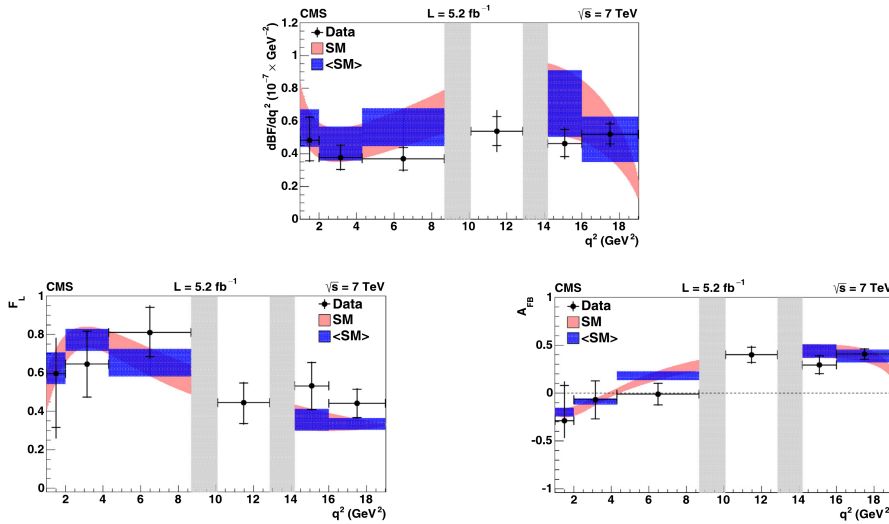 CMS L = 5.2 fb⁻¹ √s = 7 TeV
dBF/dq² (10⁻⁷ × GeV⁻²)
1.2
1
0.8
0.6
0.4
0.2
0
Data
SM
<SM>
2 4 6 8 10 12 14 16 18
q² (GeV²)
CMS L = 5.2 fb⁻¹ √s = 7 TeV
F_L
1
0.8
0.6
0.4
0.2
0
Data
SM
<SM>
2 4 6 8 10 12 14 16 18
q² (GeV²)
CMS L = 5.2 fb⁻¹ √s = 7 TeV
A_FB
1
0.5
0
-0.5
-1
Data
SM
<SM>
2 4 6 8 10 12 14 16 18
q² (GeV²)